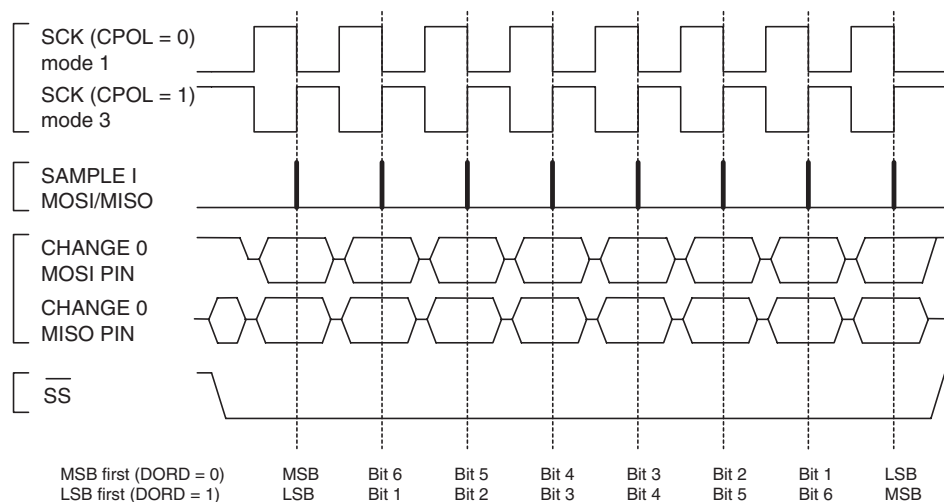 SCK (CPOL = 0)
mode 1
SCK (CPOL = 1)
mode 3
SAMPLE I
MOSI/MISO
CHANGE 0
MOSI PIN
CHANGE 0
MISO PIN
SS
MSB first (DORD = 0) MSB Bit 6 Bit 5 Bit 4 Bit 3 Bit 2 Bit 1 LSB
LSB first (DORD = 1) LSB Bit 1 Bit 2 Bit 3 Bit 4 Bit 5 Bit 6 MSB